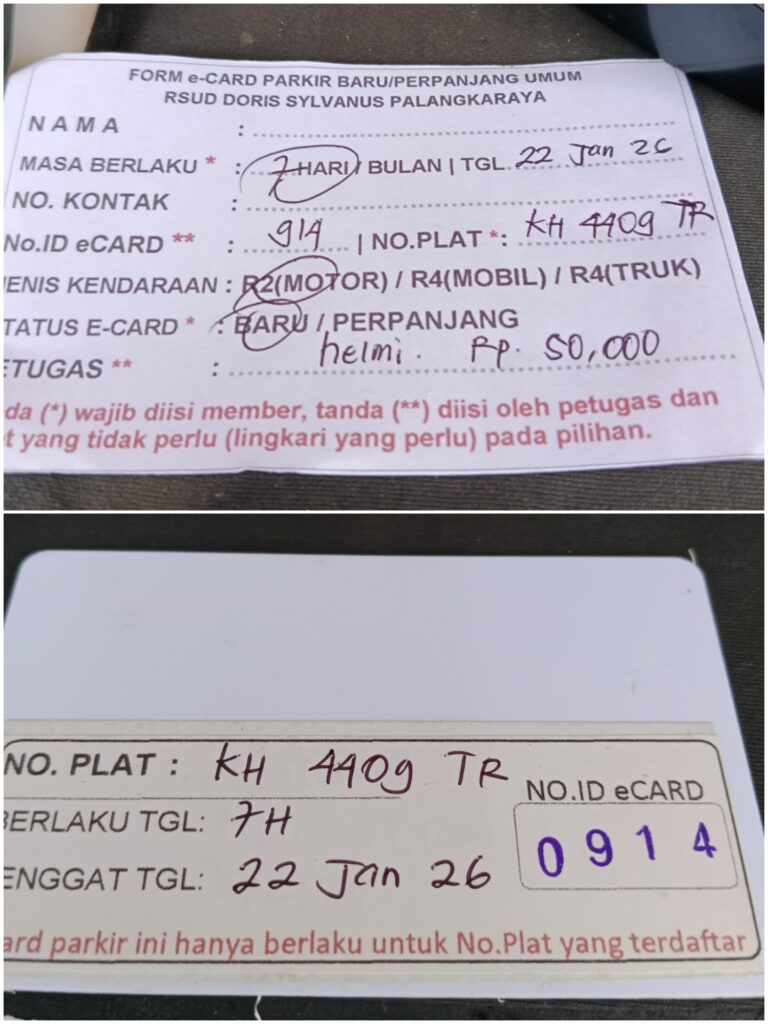 FORM e-CARD PARKIR BARU/PERPANJANG UMUM
RSUD DORIS SYLVANUS PALANGKARAYA
NAMA :
MASA BERLAKU * : 7 HARI / BULAN | TGL. 22 Jan 26
NO. KONTAK :
No.ID eCARD ** : 914 | NO.PLAT *: KH 4409 TR
ENIS KENDARAAN : R2(MOTOR) / R4(MOBIL) / R4(TRUK)
TATUS E-CARD * : BARU / PERPANJANG
ETUGAS ** : helmi. Rp. 50,000
da (*) wajib diisi member, tanda (**) diisi oleh petugas dan
t yang tidak perlu (lingkari yang perlu) pada pilihan.
NO. PLAT : KH 4409 TR
NO.ID eCARD
BERLAKU TGL: 7H
0914
ENGGAT TGL: 22 Jan 26
ard parkir ini hanya berlaku untuk No.Plat yang terdaftar